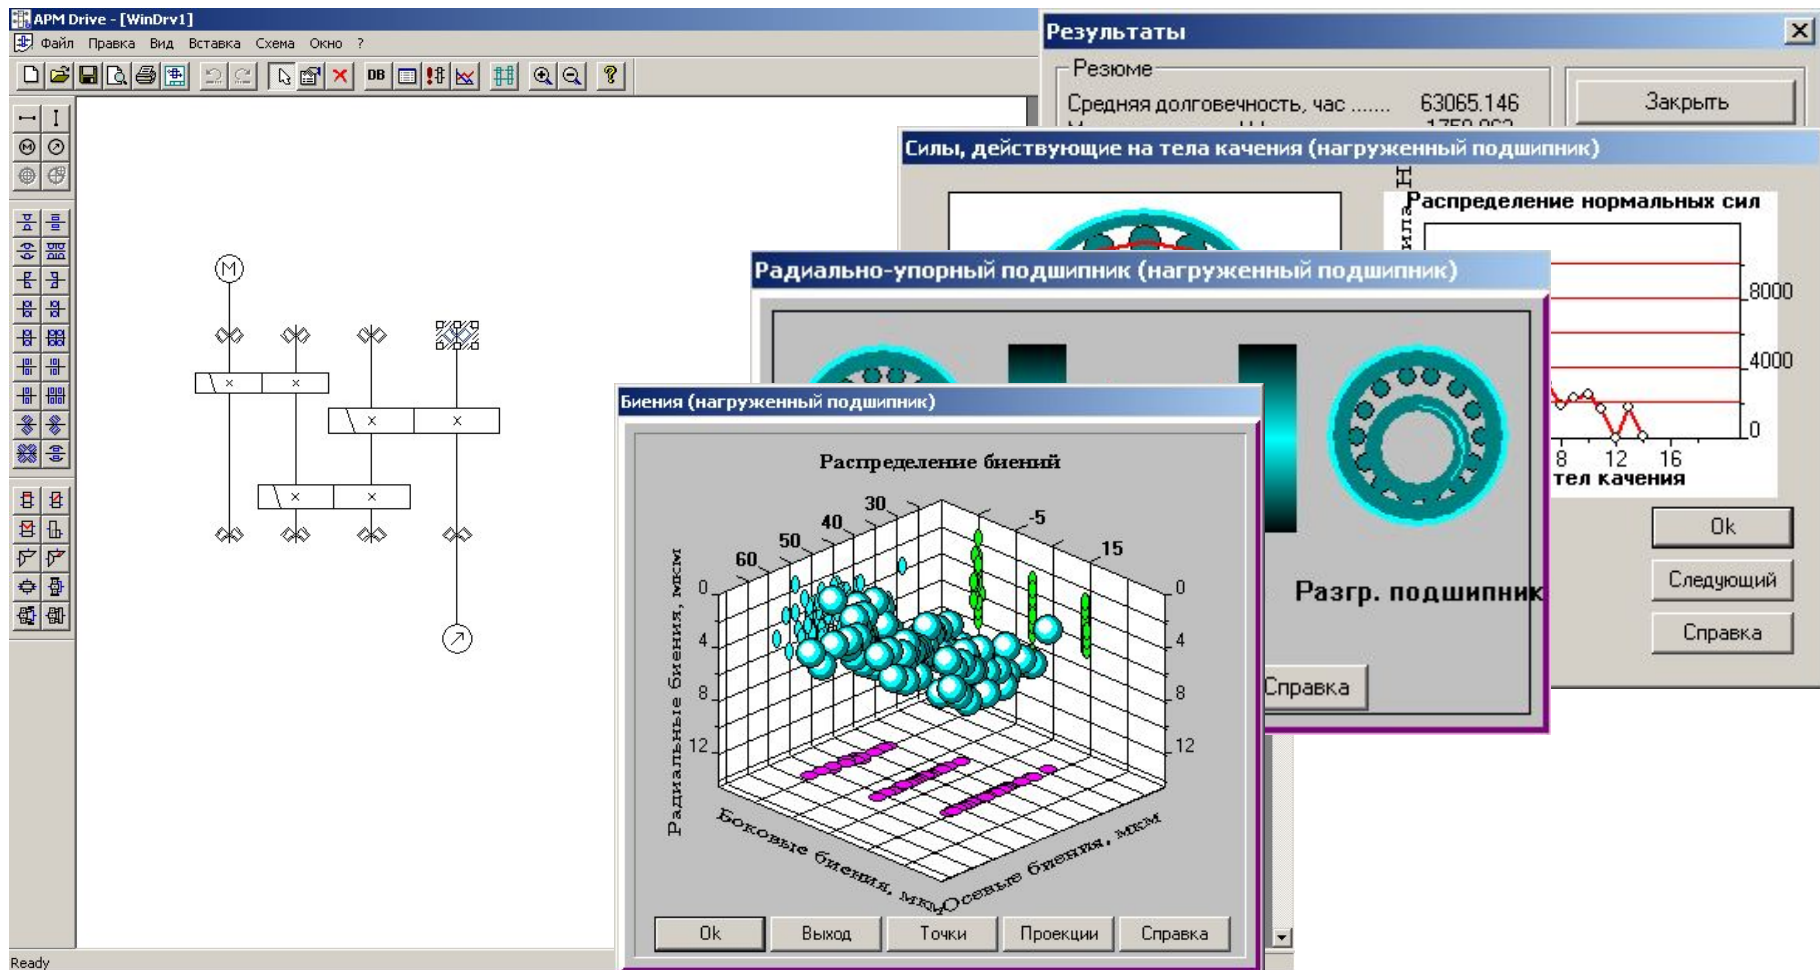 APM Drive - [WinDrv1]
Файл Правка Вид Вставка Схема Окно ?
DB
M
M
Ready
Результаты
Резюме
Средняя долговечность, час ....... 63065.146
Закрыть
Силы, действующие на тела качения (нагруженный подшипник)
Распределение нормальных сил
8000
4000
0
8 12 16
тел качения
Ok
Следующий
Справка
Радиально-упорный подшипник (нагруженный подшипник)
Разгр. подшипник
Справка
Биения (нагруженный подшипник)
Распределение биений
30
40
50
60
-5
15
0
4
8
12
0
4
8
12
Радиальные биения, мкм
Боковые биения, мкм
Осевые биения, мкм
Ok Выход Точки Проекции Справка